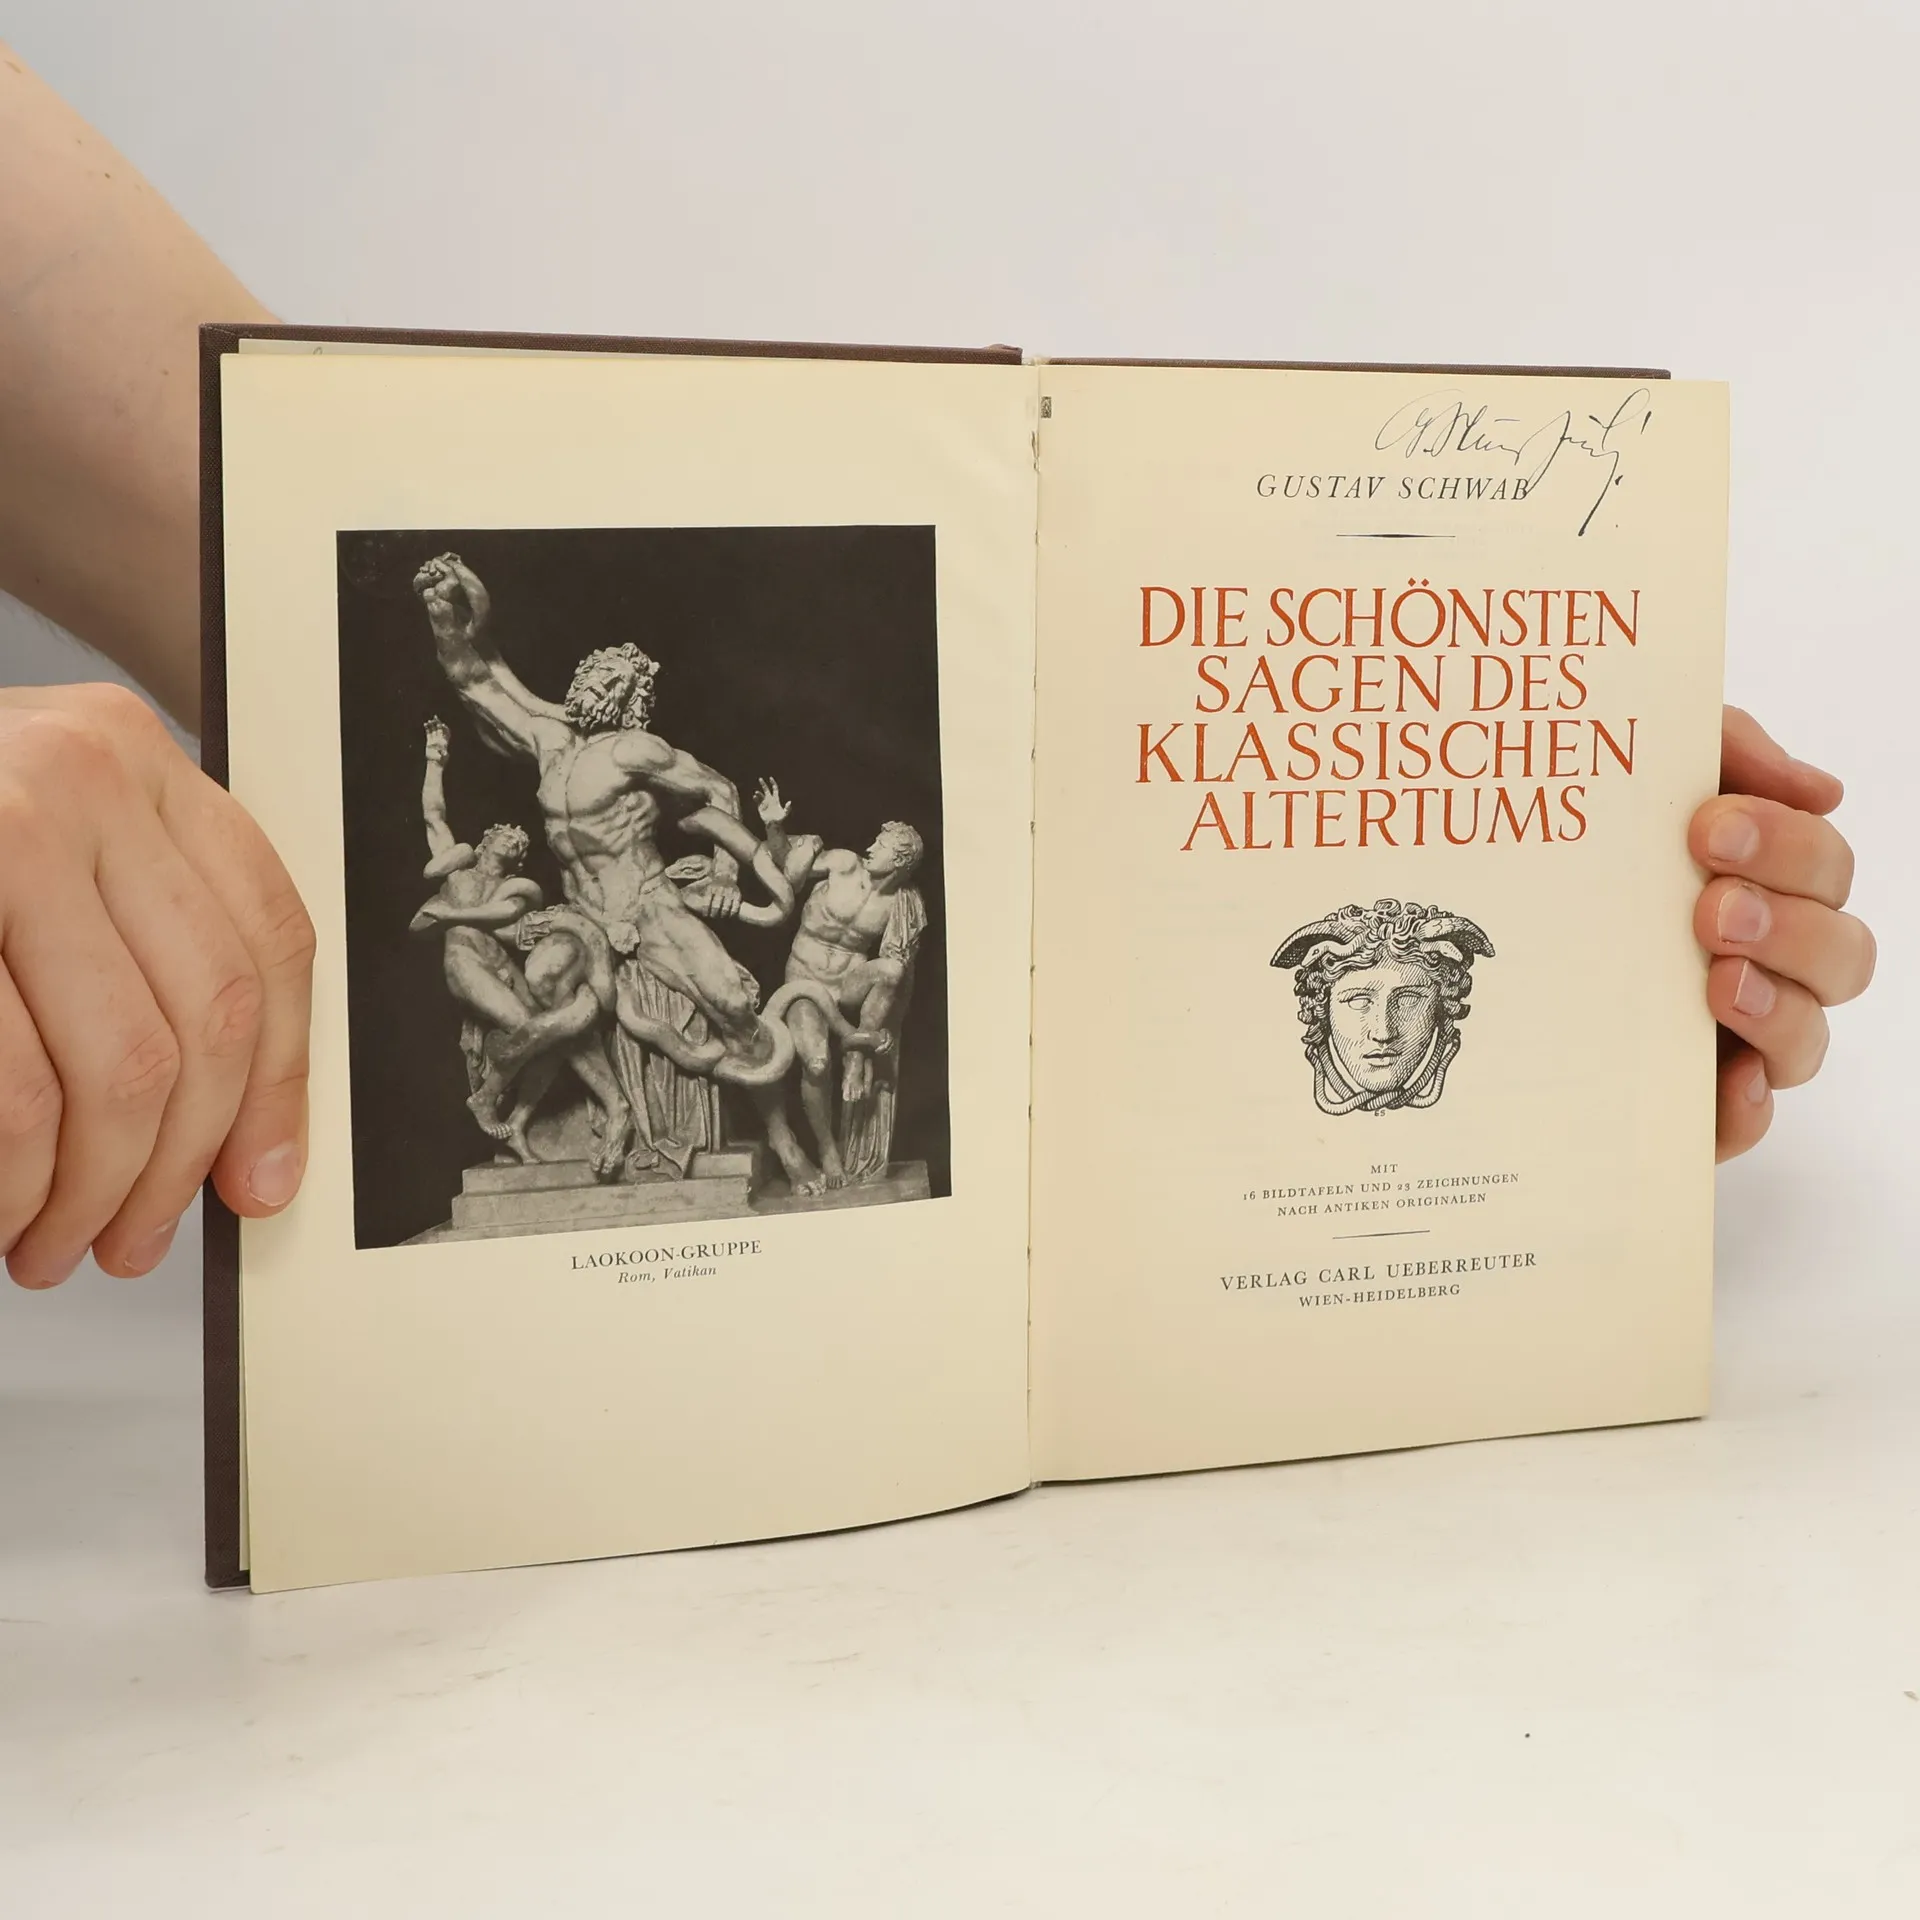 LAOKOON-GRUPPE
Rom, Vatikan
GUSTAV SCHWAB
DIE SCHÖNSTEN
SAGEN DES
KLASSISCHEN
ALTERTUMS
MIT
16 BILDTAFELN UND 23 ZEICHNUNGEN
NACH ANTIKEN ORIGINALEN
VERLAG CARL UEBERREUTER
WIEN-HEIDELBERG